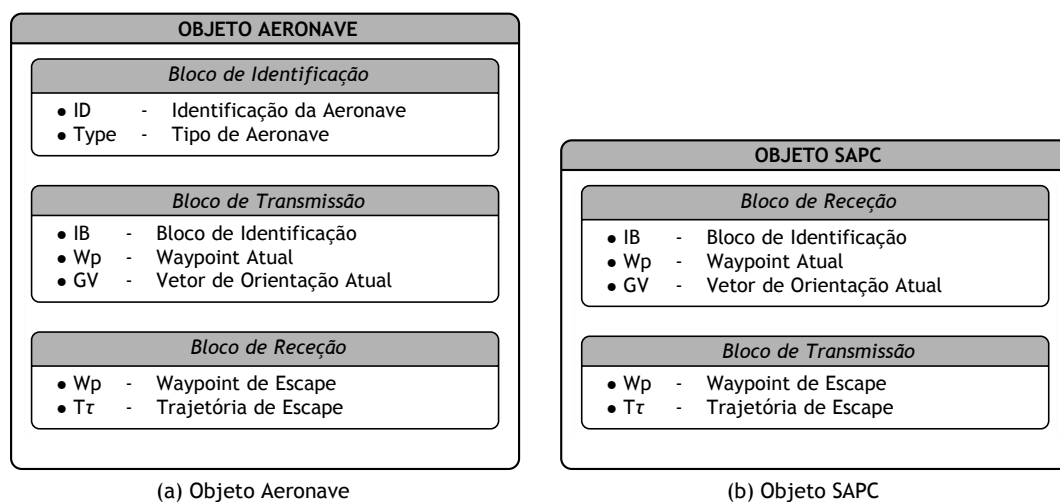 OBJETO AERONAVE
Bloco de Identificação
● ID - Identificação da Aeronave
● Type - Tipo de Aeronave
Bloco de Transmissão
● IB - Bloco de Identificação
● Wp - Waypoint Atual
● GV - Vetor de Orientação Atual
Bloco de Receção
● Wp - Waypoint de Escape
● Tτ - Trajetória de Escape
(a) Objeto Aeronave
OBJETO SAPC
Bloco de Receção
● IB - Bloco de Identificação
● Wp - Waypoint Atual
● GV - Vetor de Orientação Atual
Bloco de Transmissão
● Wp - Waypoint de Escape
● Tτ - Trajetória de Escape
(b) Objeto SAPC